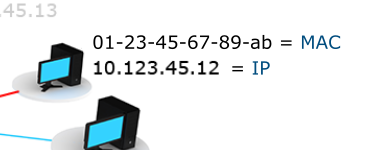 .45.13
01-23-45-67-89-ab = MAC
10.123.45.12 = IP